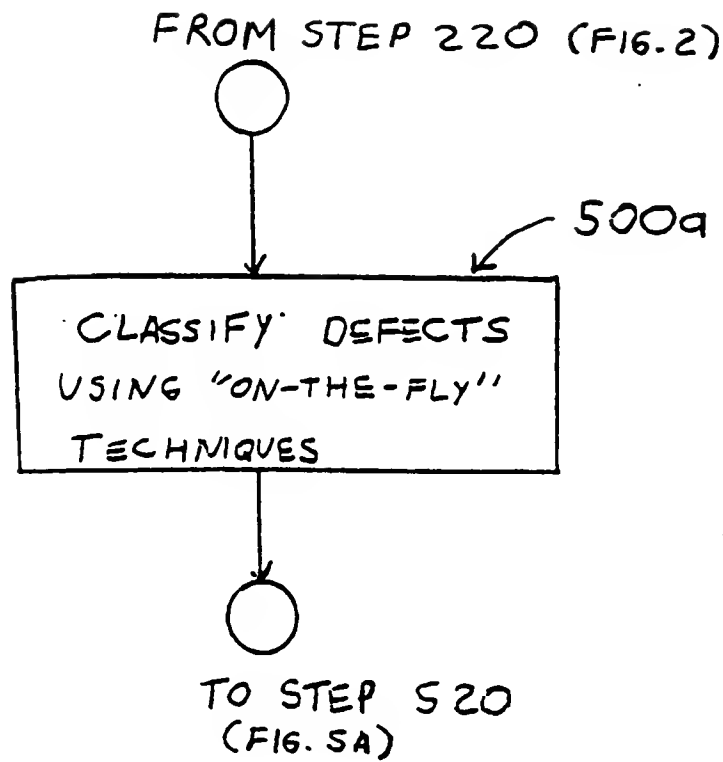 FROM STEP 220 (FIG. 2)
500a
CLASSIFY DEFECTS
USING "ON-THE-FLY"
TECHNIQUES
TO STEP 520
(FIG. 5A)